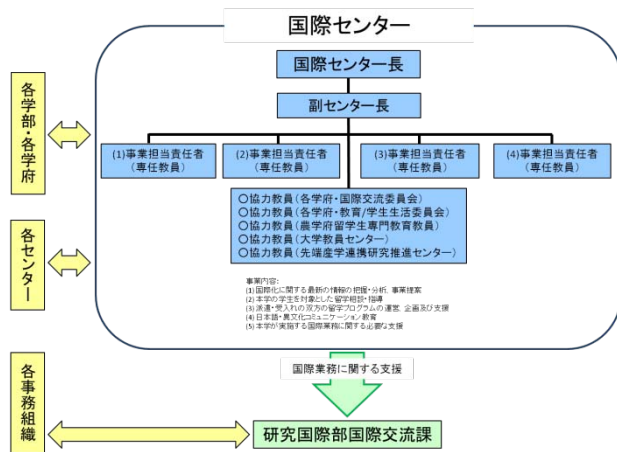 国際センター
国際センター長
副センター長
(1)事業担当責任者
(専任教員)
(2)事業担当責任者
(専任教員)
(3)事業担当責任者
(専任教員)
(4)事業担当責任者
(専任教員)
〇協力教員(各学府・国際交流委員会)
〇協力教員(各学府・教育/学生生活委員会)
〇協力教員(農学府留学生専門教育教員)
〇協力教員(大学教員センター)
〇協力教員(先端産学連携研究推進センター)
事業内容:
(1)国際化に関する最新の情報の把握・分析、事業提案
(2)本学の学生を対象とした留学相談・指導
(3)派遣・受入れの双方の留学プログラムの運営、企画及び支援
(4)日本語・異文化コミュニケーション教育
(5)本学が実施する国際業務に関する必要な支援
各学部・各学府
各センター
各事務組織
国際業務に関する支援
研究国際部国際交流課